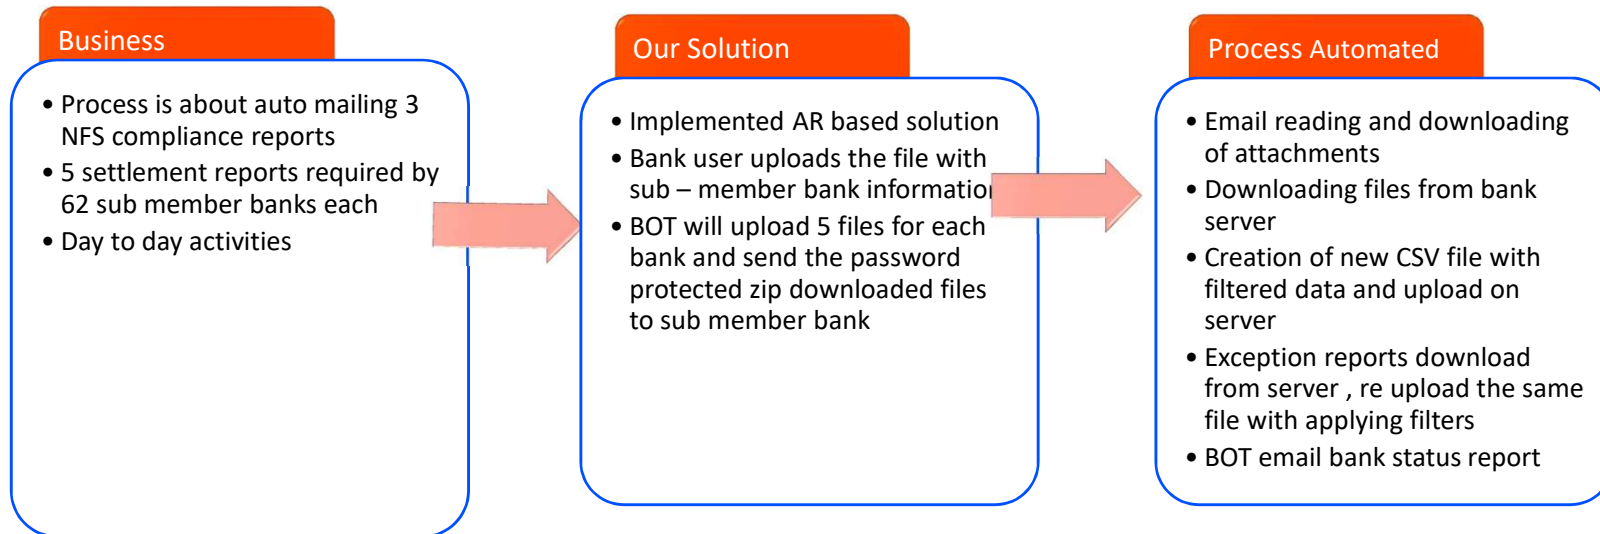 Business
• Process is about auto mailing 3
NFS compliance reports
• 5 settlement reports required by
62 sub member banks each
• Day to day activities
Our Solution
• Implemented AR based solution
• Bank user uploads the file with
sub – member bank information
• BOT will upload 5 files for each
bank and send the password
protected zip downloaded files
to sub member bank
Process Automated
• Email reading and downloading
of attachments
• Downloading files from bank
server
• Creation of new CSV file with
filtered data and upload on
server
• Exception reports download
from server , re upload the same
file with applying filters
• BOT email bank status report